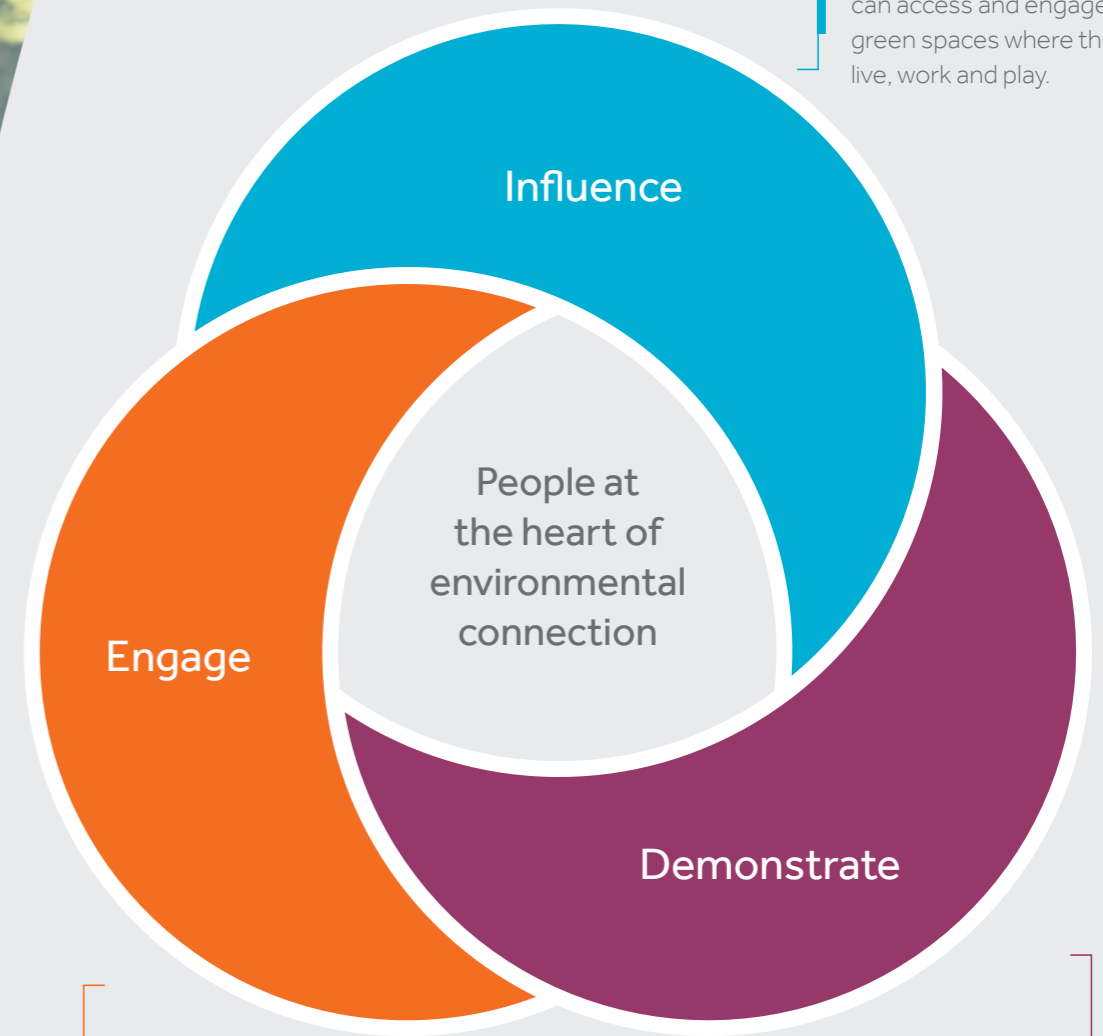 can access and engage
green spaces where th
live, work and play.
Influence
People at
the heart of
environmental
connection
Engage
Demonstrate